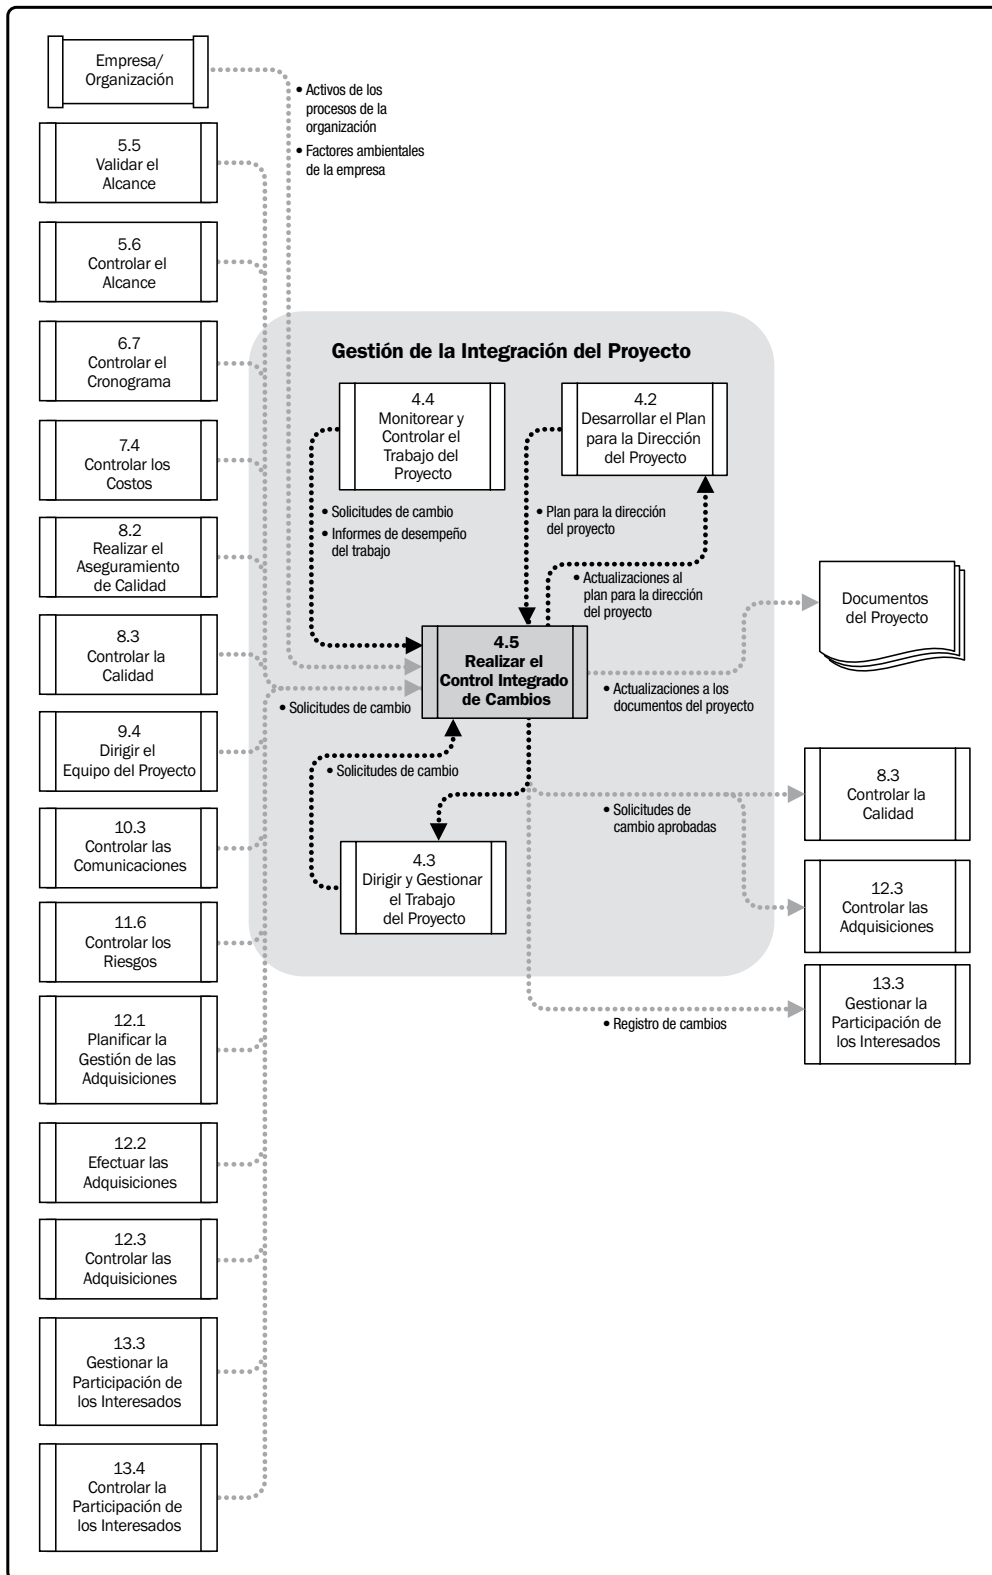 Empresa/
Organización
• Activos de los
procesos de la
organización
• Factores ambientales
de la empresa
5.5
Validar el
Alcance
5.6
Controlar el
Alcance
6.7
Controlar el
Cronograma
7.4
Controlar los
Costos
8.2
Realizar el
Aseguramiento
de Calidad
8.3
Controlar la
Calidad
9.4
Dirigir el
Equipo del Proyecto
10.3
Controlar las
Comunicaciones
11.6
Controlar los
Riesgos
12.1
Planificar la
Gestión de las
Adquisiciones
12.2
Efectuar las
Adquisiciones
12.3
Controlar las
Adquisiciones
13.3
Gestionar la
Participación de
los Interesados
13.4
Controlar la
Participación de
los Interesados
• Solicitudes de cambio
Gestión de la Integración del Proyecto
4.4
Monitorear y
Controlar el
Trabajo del
Proyecto
4.2
Desarrollar el Plan
para la Dirección
del Proyecto
• Solicitudes de cambio
• Informes de desempeño
del trabajo
• Plan para la dirección
del proyecto
• Actualizaciones al
plan para la dirección
del proyecto
4.5
Realizar el
Control Integrado
de Cambios
• Solicitudes de cambio
4.3
Dirigir y Gestionar
el Trabajo
del Proyecto
• Actualizaciones a los
documentos del proyecto
• Solicitudes de
cambio aprobadas
• Registro de cambios
Documentos
del Proyecto
8.3
Controlar la
Calidad
12.3
Controlar las
Adquisiciones
13.3
Gestionar la
Participación de
los Interesados